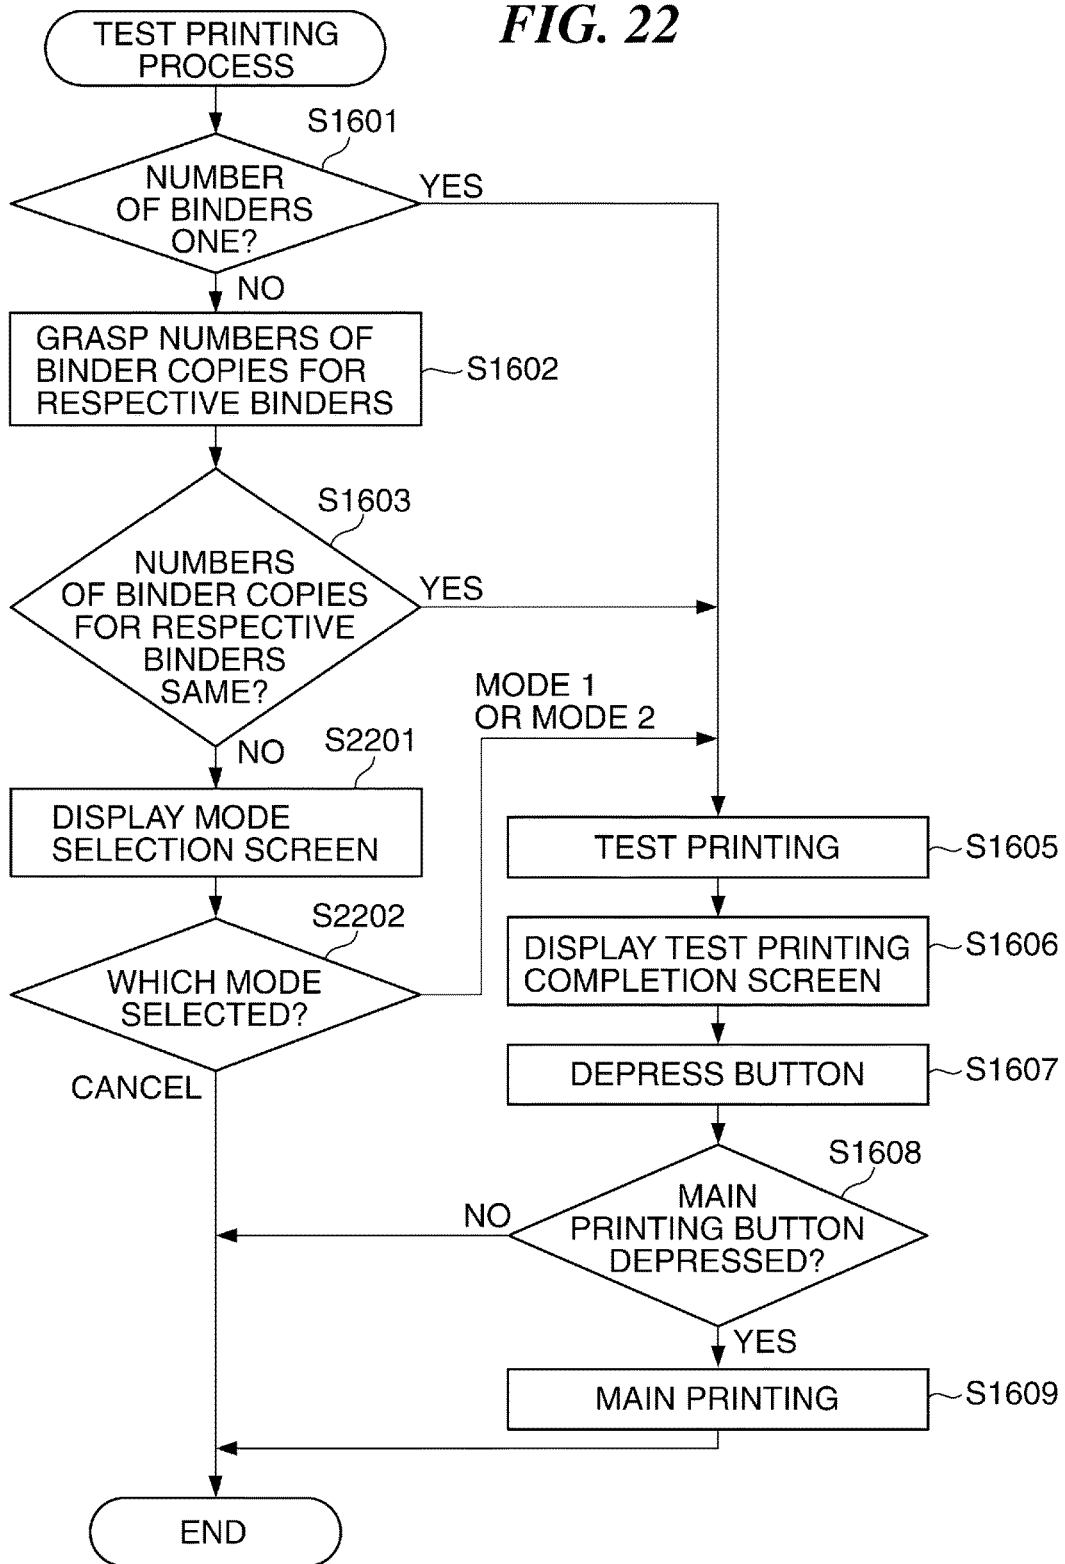 FIG. 22
TEST PRINTING
PROCESS
S1601
NUMBER
OF BINDERS
ONE?
YES
NO
GRASP NUMBERS OF
BINDER COPIES FOR
RESPECTIVE BINDERS
S1602
S1603
NUMBERS
OF BINDER COPIES
FOR RESPECTIVE
BINDERS
SAME?
YES
NO
MODE 1
OR MODE 2
S2201
DISPLAY MODE
SELECTION SCREEN
S2202
WHICH MODE
SELECTED?
CANCEL
TEST PRINTING
S1605
DISPLAY TEST PRINTING
COMPLETION SCREEN
S1606
DEPRESS BUTTON
S1607
S1608
MAIN
PRINTING BUTTON
DEPRESSED?
NO
YES
MAIN PRINTING
S1609
END